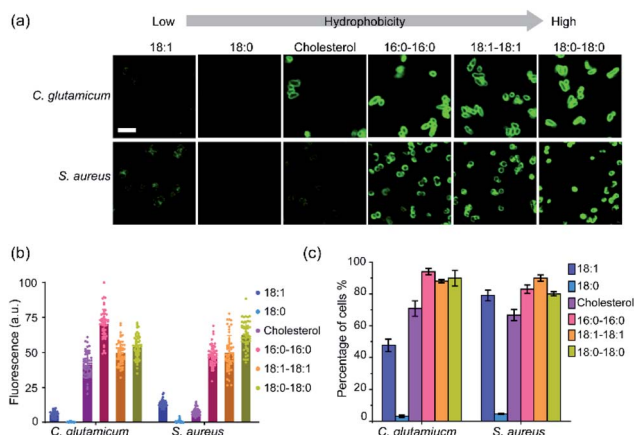 (a)
Low Hydrophobicity High
18:1 18:0 Cholesterol 16:0-16:0 18:1-18:1 18:0-18:0
C. glutamicum
S. aureus
(b)
Fluorescence (a.u.)
100
75
50
25
0
C. glutamicum S. aureus
18:1
18:0
Cholesterol
16:0-16:0
18:1-18:1
18:0-18:0
(c)
Percentage of cells %
100
80
60
40
20
0
C. glutamiucm S. aureus
18:1
18:0
Cholesterol
16:0-16:0
18:1-18:1
18:0-18:0